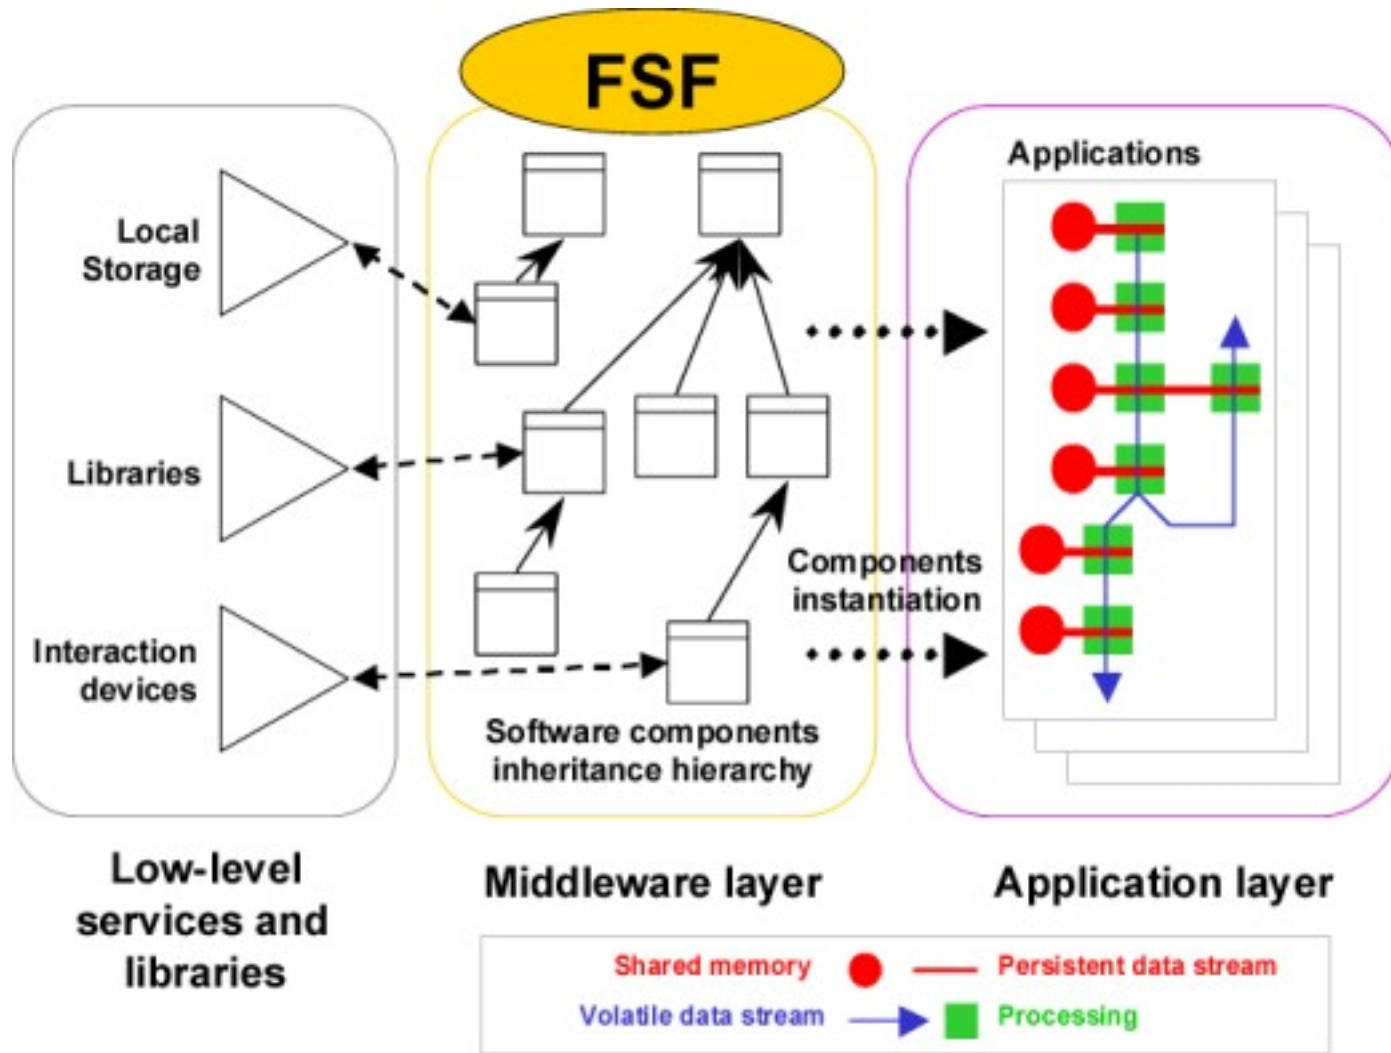 FSF
Applications
Local
Storage
Libraries
Components
instantiation
Interaction
devices
Software components
inheritance hierarchy
Low-level
services and
libraries
Middleware layer
Application layer
Shared memory
Persistent data stream
Volatile data stream
Processing